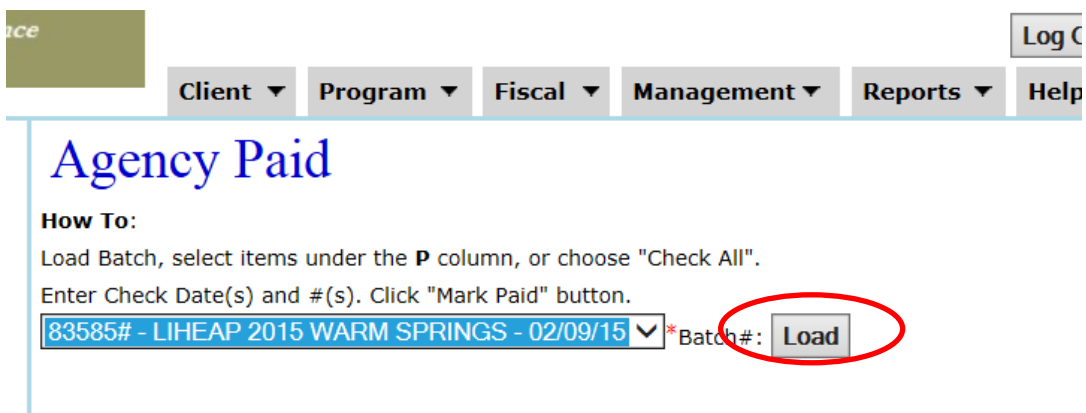 Client Program Fiscal Management Reports Help
Agency Paid
How To:
Load Batch, select items under the P column, or choose "Check All".
Enter Check Date(s) and #(s). Click "Mark Paid" button.
83585# - LIHEAP 2015 WARM SPRINGS - 02/09/15 *Batch#: Load